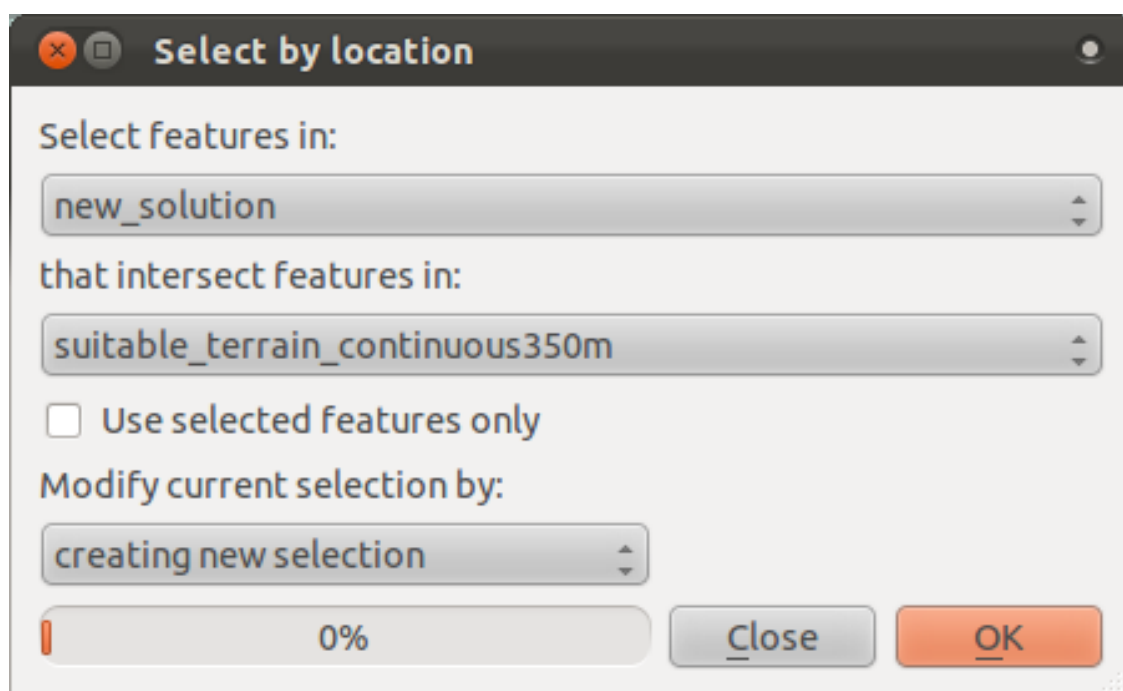 Select by location
Select features in:
new_solution
that intersect features in:
suitable_terrain_continuous350m
Use selected features only
Modify current selection by:
creating new selection
0% Close OK